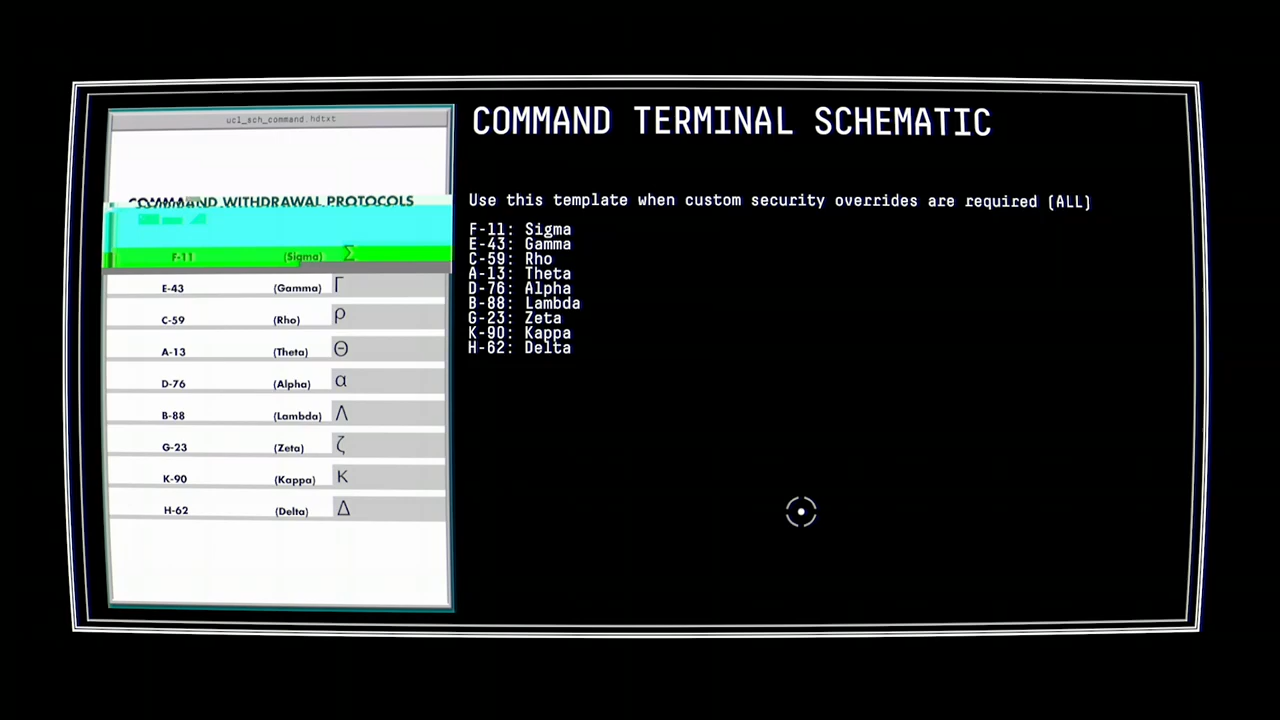 ucl_sch_command.hdtxt
COMMAND WITHDRAWAL PROTOCOLS
F-11 (Sigma) Σ
E-43 (Gamma) Γ
C-59 (Rho) ρ
A-13 (Theta) Θ
D-76 (Alpha) α
B-88 (Lambda) Λ
G-23 (Zeta) ζ
K-90 (Kappa) κ
H-62 (Delta) Δ
COMMAND TERMINAL SCHEMATIC
Use this template when custom security overrides are required (ALL)
F-11: Sigma
E-43: Gamma
C-59: Rho
A-13: Theta
D-76: Alpha
B-88: Lambda
G-23: Zeta
K-90: Kappa
H-62: Delta